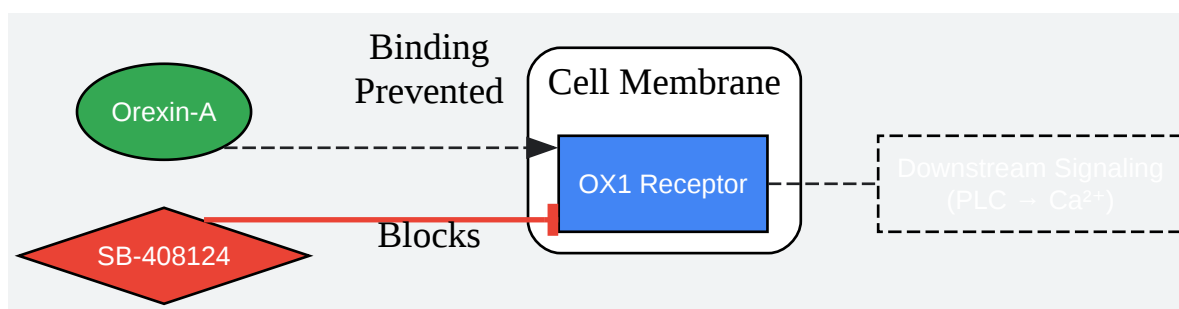 Orexin-A
Binding
Prevented
Cell Membrane
OX1 Receptor
Downstream Signaling
(PLC → Ca²⁺)
SB-408124
Blocks